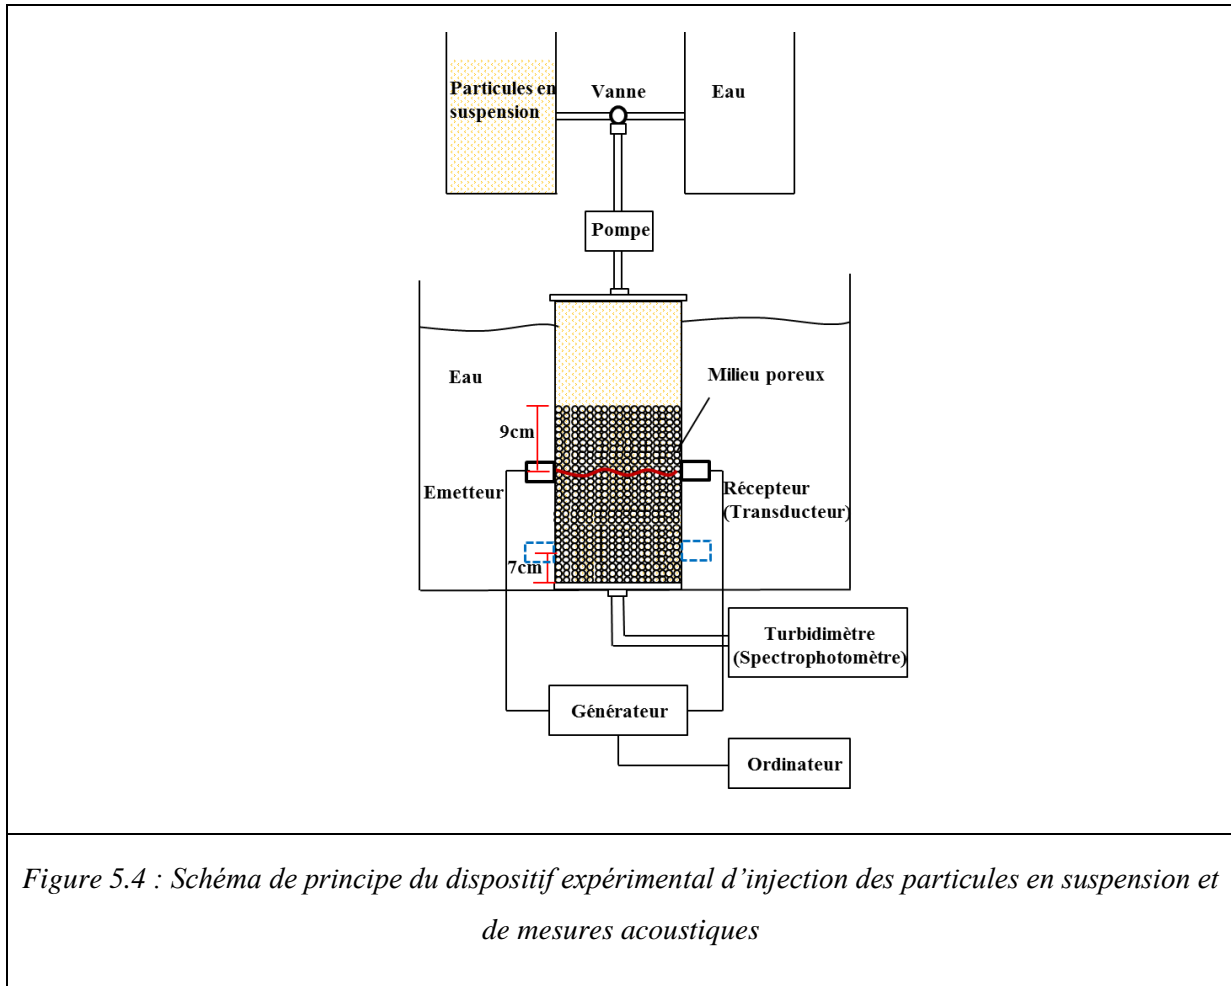 Particules en
suspension
Vanne
Eau
Pompe
Eau
Milieu poreux
9cm
Emetteur
Récepteur
(Transducteur)
7cm
Turbidimètre
(Spectrophotomètre)
Générateur
Ordinateur
Figure 5.4 : Schéma de principe du dispositif expérimental d’injection des particules en suspension et
de mesures acoustiques